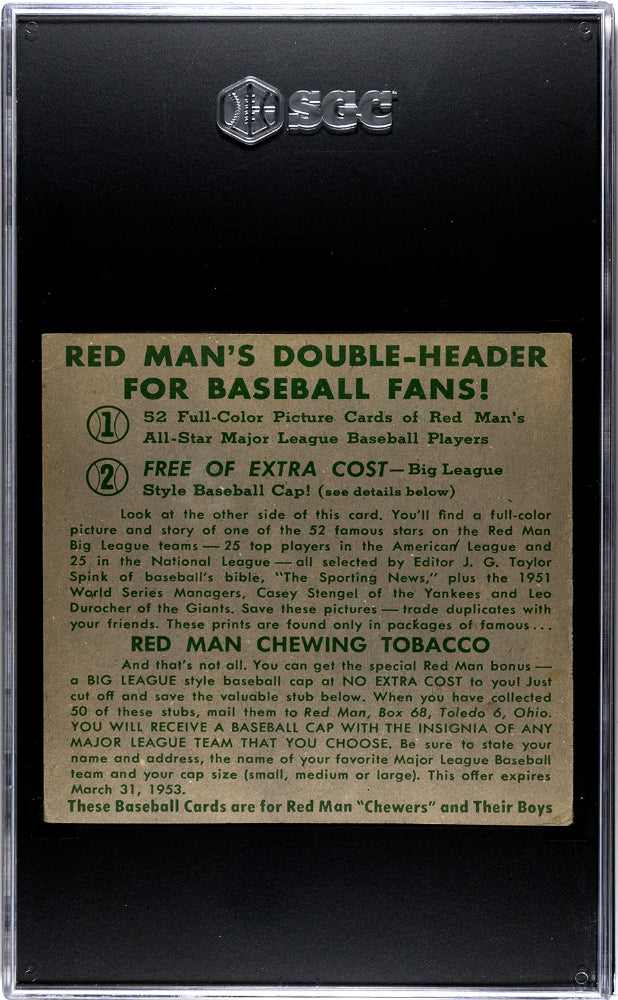 SGC
RED MAN'S DOUBLE-HEADER
FOR BASEBALL FANS!
1 52 Full-Color Picture Cards of Red Man's
All-Star Major League Baseball Players
2 FREE OF EXTRA COST—Big League
Style Baseball Cap! (see details below)
Look at the other side of this card. You'll find a full-color
picture and story of one of the 52 famous stars on the Red Man
Big League teams — 25 top players in the American League and
25 in the National League — all selected by Editor J. G. Taylor
Spink of baseball's bible, "The Sporting News," plus the 1951
World Series Managers, Casey Stengel of the Yankees and Leo
Durocher of the Giants. Save these pictures — trade duplicates with
your friends. These prints are found only in packages of famous...
RED MAN CHEWING TOBACCO
And that's not all. You can get the special Red Man bonus —
a BIG LEAGUE style baseball cap at NO EXTRA COST to you! Just
cut off and save the valuable stub below. When you have collected
50 of these stubs, mail them to Red Man, Box 68, Toledo 6, Ohio.
YOU WILL RECEIVE A BASEBALL CAP WITH THE INSIGNIA OF ANY
MAJOR LEAGUE TEAM THAT YOU CHOOSE. Be sure to state your
name and address, the name of your favorite Major League Baseball
team and your cap size (small, medium or large). This offer expires
March 31, 1953.
These Baseball Cards are for Red Man "Chewers" and Their Boys